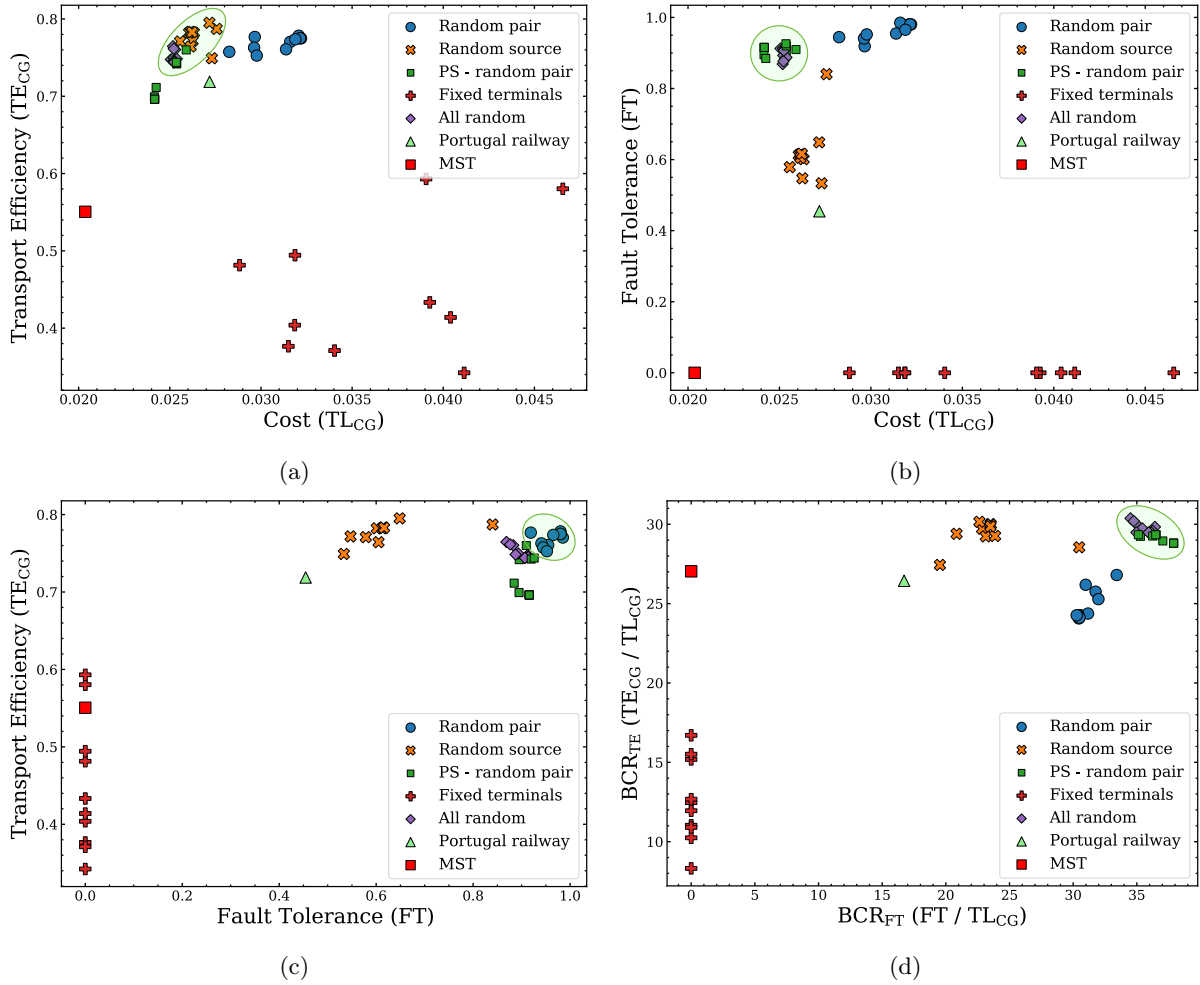 0.8
0.7
0.6
0.5
0.4
Transport Efficiency (TE_CG)
0.020 0.025 0.030 0.035 0.040 0.045
Cost (TL_CG)
Random pair
Random source
PS - random pair
Fixed terminals
All random
Portugal railway
MST
(a)
1.0
0.8
0.6
0.4
0.2
0.0
Fault Tolerance (FT)
0.020 0.025 0.030 0.035 0.040 0.045
Cost (TL_CG)
Random pair
Random source
PS - random pair
Fixed terminals
All random
Portugal railway
MST
(b)
0.8
0.7
0.6
0.5
0.4
Transport Efficiency (TE_CG)
0.0 0.2 0.4 0.6 0.8 1.0
Fault Tolerance (FT)
Random pair
Random source
PS - random pair
Fixed terminals
All random
Portugal railway
MST
(c)
30
25
20
15
10
BCR_TE (TE_CG / TL_CG)
0 5 10 15 20 25 30 35
BCR_FT (FT / TL_CG)
Random pair
Random source
PS - random pair
Fixed terminals
All random
Portugal railway
MST
(d)